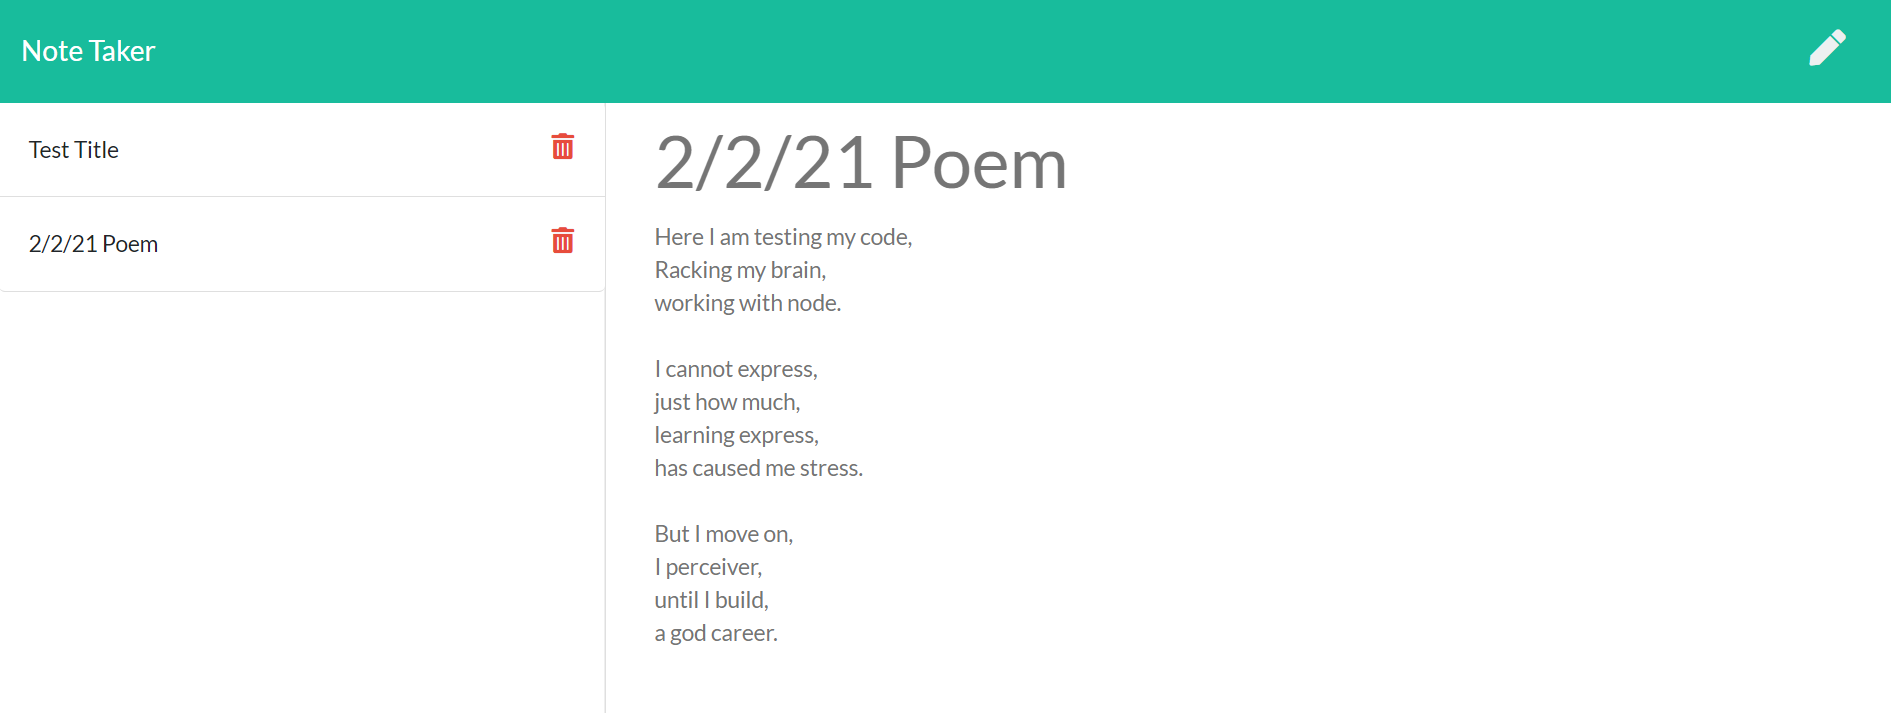 Note Taker
Test Title
2/2/21 Poem
2/2/21 Poem
Here I am testing my code,
Racking my brain,
working with node.
I cannot express,
just how much,
learning express,
has caused me stress.
But I move on,
I perceiver,
until I build,
a god career.